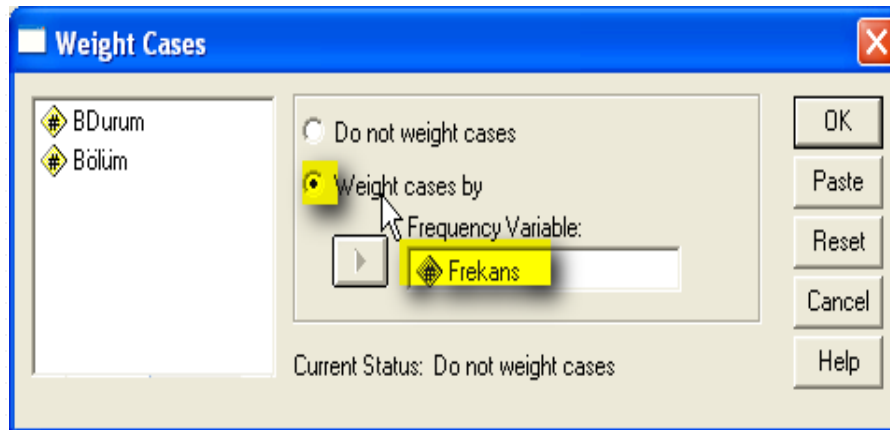 Weight Cases
BDurum
Bölüm
Do not weight cases
Weight cases by
Frequency Variable:
Frekans
Current Status: Do not weight cases
OK
Paste
Reset
Cancel
Help